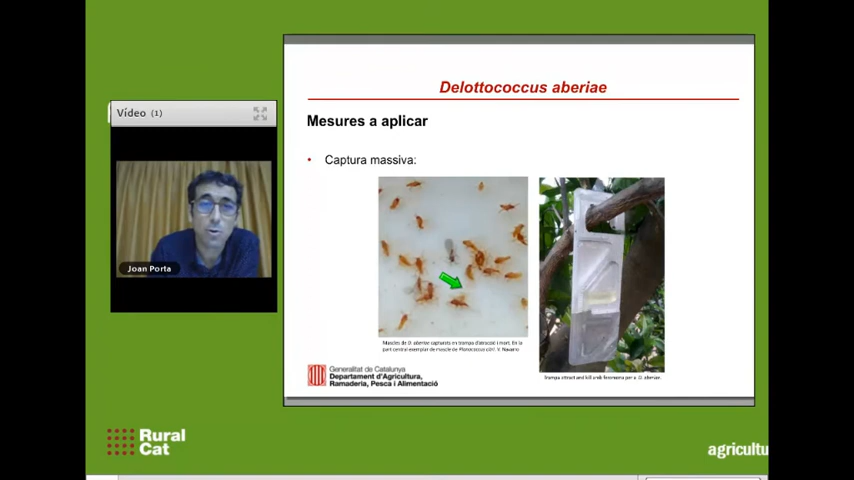 Delottococcus aberiae
Mesures a aplicar
Vídeo (1)
• Captura massiva:
Joan Porta
Mascles de D. aberiae capturats en trampa d'atracció i mort. En la
part central exemplar de mascle de Planococcus citri. V. Navarro
Generalitat de Catalunya
Departament d'Agricultura,
Ramaderia, Pesca i Alimentació
Trampa attract and kill amb feromona per a D. aberiae.
Rural
Cat
agricultu